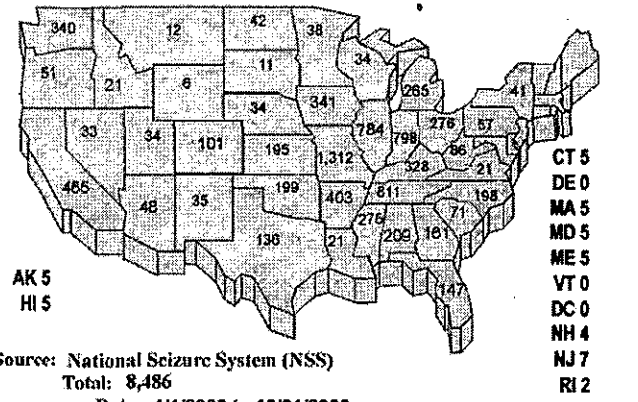 340 12 42 38
51 21 6 11 34 265 41
33 34 101 34 341 784 798 276 57
195 1,312 328 86 21
48 35 199 403 811 198
136 21 276 209 161 71
147
AK 5
HI 5
CT 5
DE 0
MA 5
MD 5
ME 5
VT 0
DC 0
NH 4
NJ 7
RI 2
Source: National Seizure System (NSS)
Total: 8,486